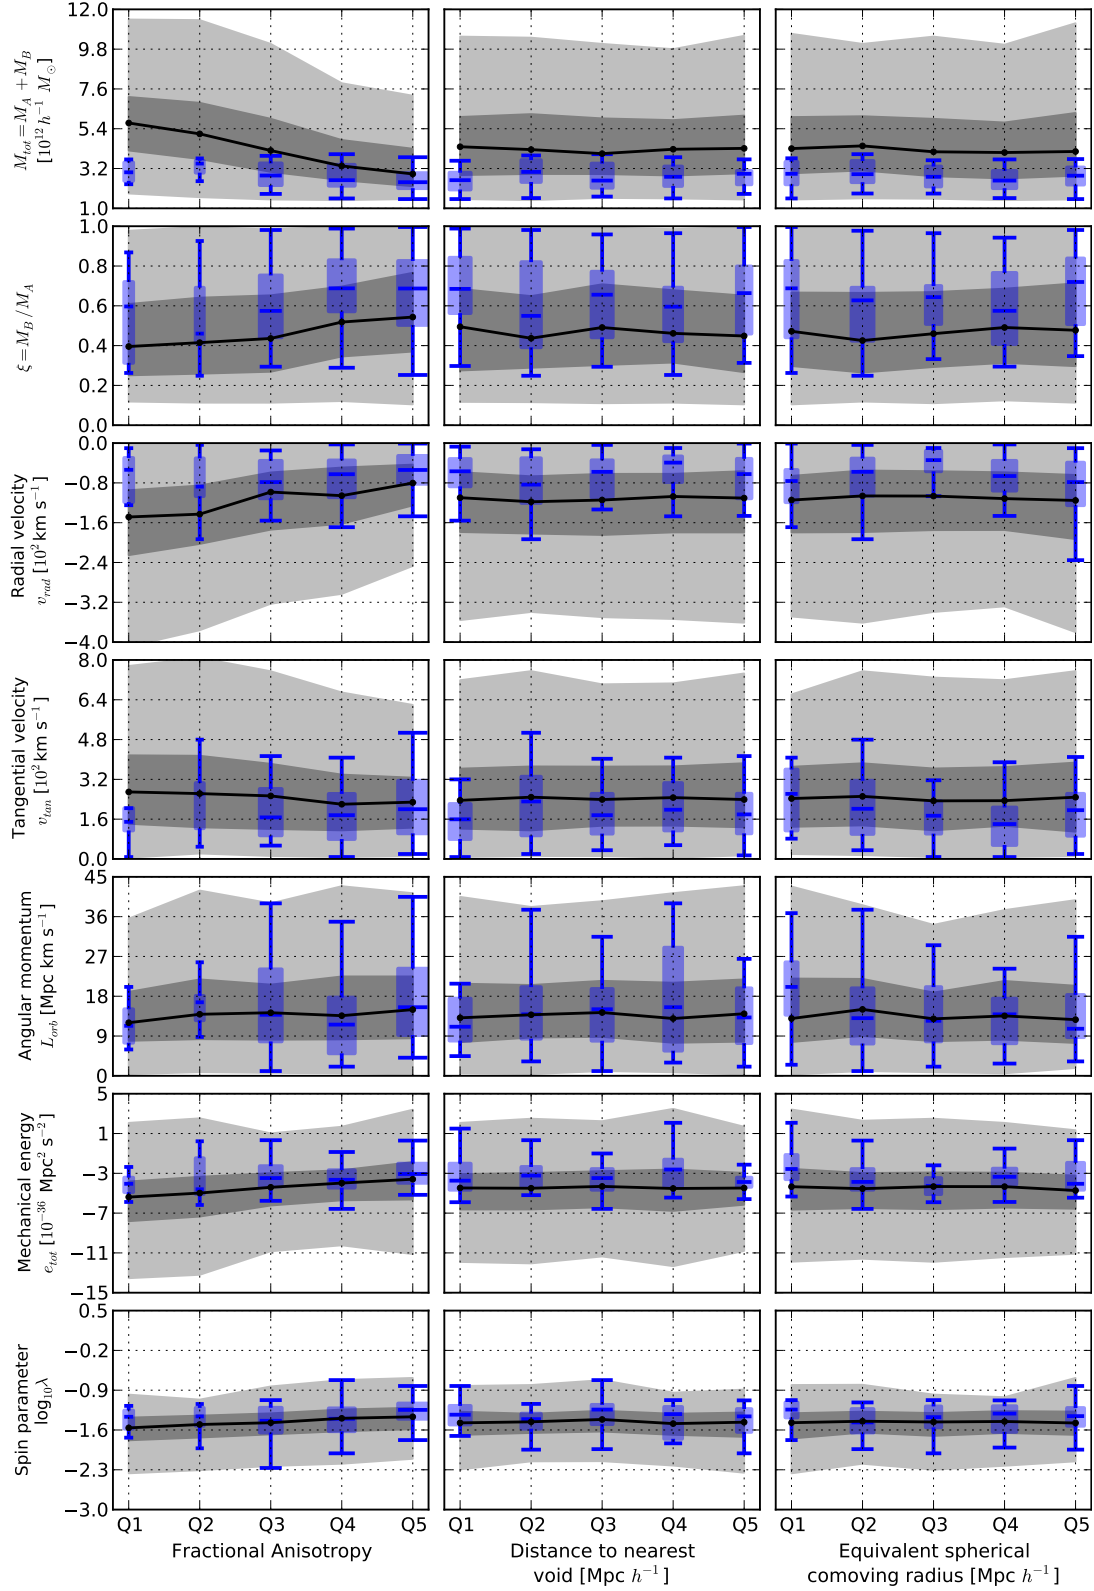 M_tot = M_A + M_B
[10^12 h^−1 M_⊙]
12.0
9.8
7.6
5.4
3.2
1.0
ξ = M_B/M_A
1.0
0.8
0.6
0.4
0.2
0.0
Radial velocity
v_rad [10^2 km s^−1]
0.0
−0.8
−1.6
−2.4
−3.2
−4.0
Tangential velocity
v_tan [10^2 km s^−1]
8.0
6.4
4.8
3.2
1.6
0.0
Angular momentum
L_orb [Mpc km s^−1]
45
36
27
18
9
0
Mechanical energy
e_tot [10^−36 Mpc^2 s^−2]
5
1
−3
−7
−11
−15
Spin parameter
log_10 λ
0.5
−0.2
−0.9
−1.6
−2.3
−3.0
Q1 Q2 Q3 Q4 Q5 Q1 Q2 Q3 Q4 Q5 Q1 Q2 Q3 Q4 Q5
Fractional Anisotropy
Distance to nearest
void [Mpc h^−1]
Equivalent spherical
comoving radius [Mpc h^−1]